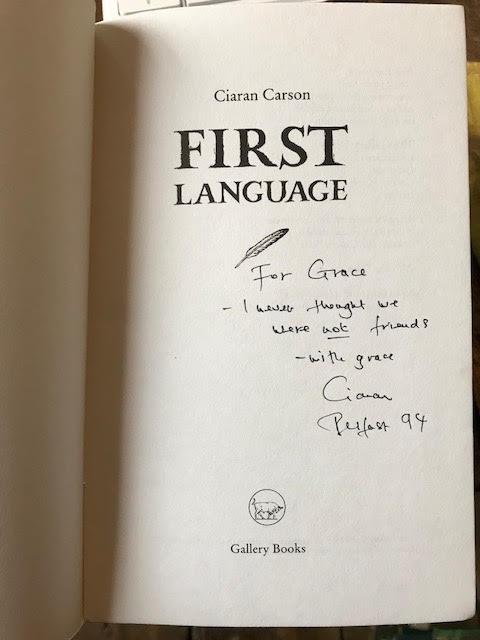 Ciaran Carson
FIRST
LANGUAGE
For Grace
- I never thought we
were not friends
- with grace
Ciaran
Belfast 94
Gallery Books